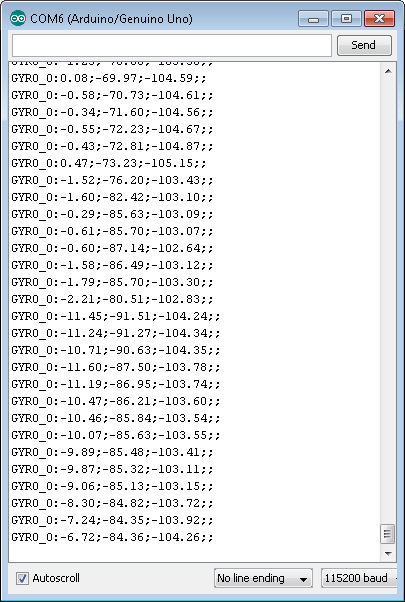 COM6 (Arduino/Genuino Uno)
Send
GYRO_0:0.08;-69.97;-104.59;;
GYRO_0:-0.58;-70.73;-104.61;;
GYRO_0:-0.34;-71.60;-104.56;;
GYRO_0:-0.55;-72.23;-104.67;;
GYRO_0:-0.43;-72.81;-104.87;;
GYRO_0:0.47;-73.23;-105.15;;
GYRO_0:-1.52;-76.20;-103.43;;
GYRO_0:-1.60;-82.42;-103.10;;
GYRO_0:-0.29;-85.63;-103.09;;
GYRO_0:-0.61;-85.70;-103.07;;
GYRO_0:-0.60;-87.14;-102.64;;
GYRO_0:-1.58;-86.49;-103.12;;
GYRO_0:-1.79;-85.70;-103.30;;
GYRO_0:-2.21;-80.51;-102.83;;
GYRO_0:-11.45;-91.51;-104.24;;
GYRO_0:-11.24;-91.27;-104.34;;
GYRO_0:-10.71;-90.63;-104.35;;
GYRO_0:-11.60;-87.50;-103.78;;
GYRO_0:-11.19;-86.95;-103.74;;
GYRO_0:-10.47;-86.21;-103.60;;
GYRO_0:-10.46;-85.84;-103.54;;
GYRO_0:-10.07;-85.63;-103.55;;
GYRO_0:-9.89;-85.48;-103.41;;
GYRO_0:-9.87;-85.32;-103.11;;
GYRO_0:-9.06;-85.13;-103.15;;
GYRO_0:-8.30;-84.82;-103.72;;
GYRO_0:-7.24;-84.35;-103.92;;
GYRO_0:-6.72;-84.36;-104.26;;
Autoscroll
No line ending
115200 baud